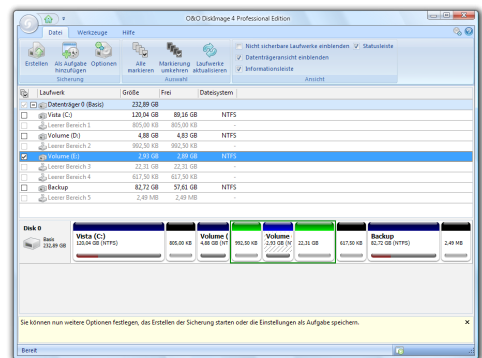 O&O DiskImage 4 Professional Edition
Datei Werkzeuge Hilfe
Erstellen Als Aufgabe hinzufügen Optionen
Alle markieren Markierung umkehren Laufwerke aktualisieren
Nicht sicherbare Laufwerke einblenden Statusleiste
Datenträgeransicht einblenden
Informationsleiste
Sicherung Auswahl Ansicht
Laufwerk Größe Frei Dateisystem
Datenträger 0 (Basis) 232,89 GB
Vista (C:) 120,04 GB 89,16 GB NTFS
Leerer Bereich 1 805,00 KB 805,00 KB -
Volume (D:) 4,88 GB 4,83 GB NTFS
Leerer Bereich 2 992,50 KB 992,50 KB -
Volume (E:) 2,93 GB 2,89 GB NTFS
Leerer Bereich 3 22,31 GB 22,31 GB -
Leerer Bereich 4 617,50 KB 617,50 KB -
Backup 82,72 GB 57,61 GB NTFS
Leerer Bereich 5 2,49 MB 2,49 MB -
Disk 0
Basis
232,89 GB
Vista (C:)
120,04 GB (NTFS)
805,00 KB
Volume (
4,88 GB (NT
992,50 KB
Volume
2,93 GB (N
22,31 GB
617,50 KB
Backup
82,72 GB (NTFS)
2,49 MB
Sie können nun weitere Optionen festlegen, das Erstellen der Sicherung starten oder die Einstellungen als Aufgabe speichern.
Bereit